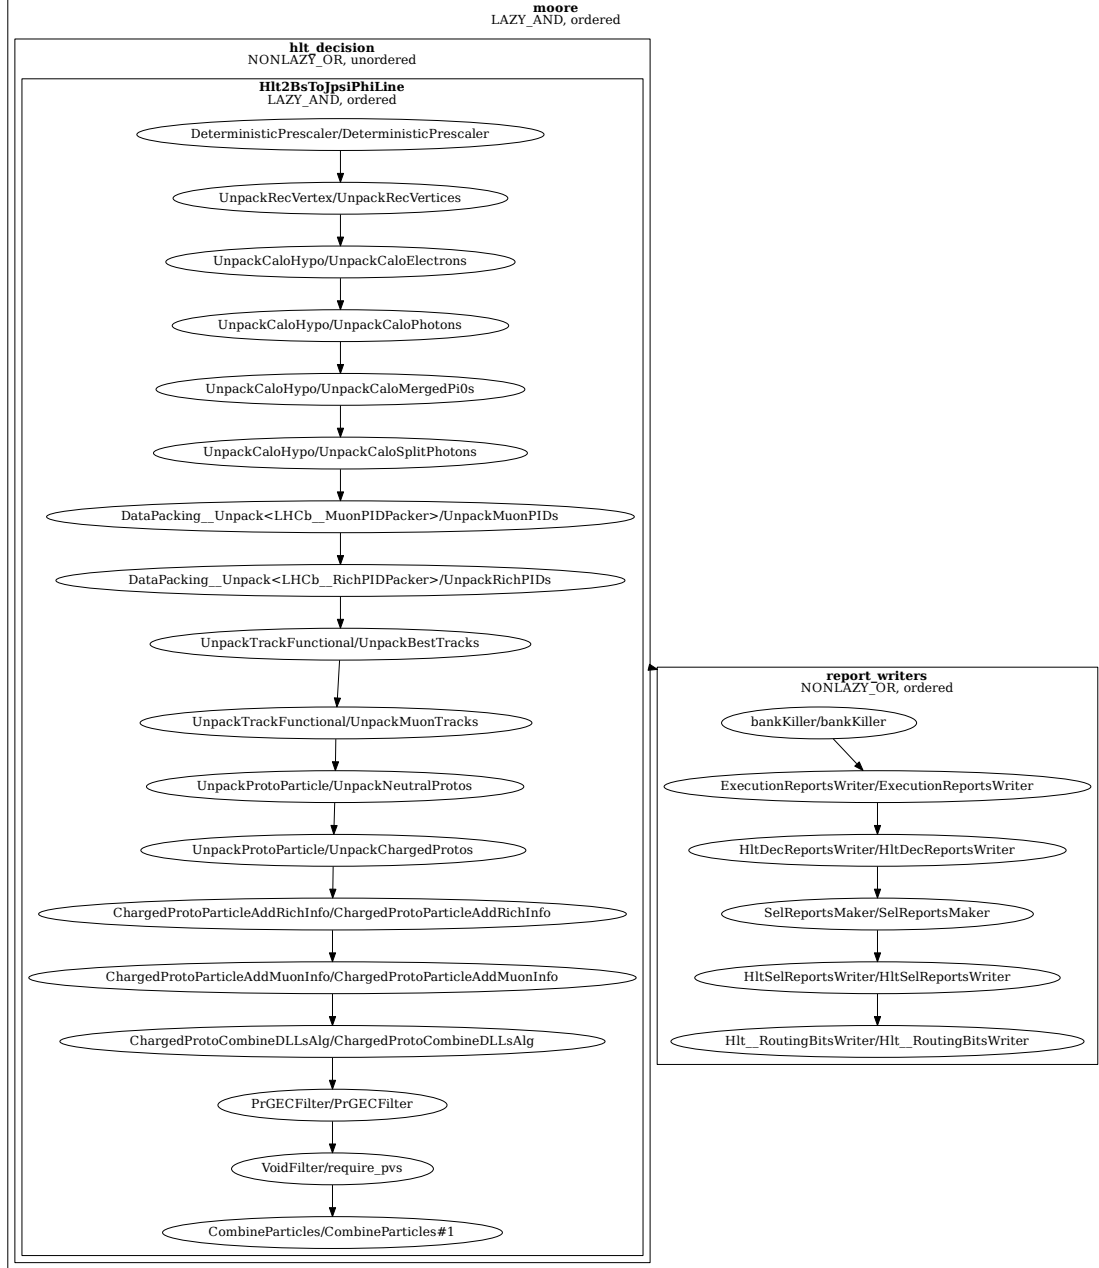 moore
LAZY_AND, ordered
hlt_decision
NONLAZY_OR, unordered
Hlt2BsToJpsiPhiLine
LAZY_AND, ordered
DeterministicPrescaler/DeterministicPrescaler
UnpackRecVertex/UnpackRecVertices
UnpackCaloHypo/UnpackCaloElectrons
UnpackCaloHypo/UnpackCaloPhotons
UnpackCaloHypo/UnpackCaloMergedPi0s
UnpackCaloHypo/UnpackCaloSplitPhotons
DataPacking__Unpack<LHCb__MuonPIDPacker>/UnpackMuonPIDs
DataPacking__Unpack<LHCb__RichPIDPacker>/UnpackRichPIDs
UnpackTrackFunctional/UnpackBestTracks
UnpackTrackFunctional/UnpackMuonTracks
UnpackProtoParticle/UnpackNeutralProtos
UnpackProtoParticle/UnpackChargedProtos
ChargedProtoParticleAddRichInfo/ChargedProtoParticleAddRichInfo
ChargedProtoParticleAddMuonInfo/ChargedProtoParticleAddMuonInfo
ChargedProtoCombineDLLsAlg/ChargedProtoCombineDLLsAlg
PrGECFilter/PrGECFilter
VoidFilter/require_pvs
CombineParticles/CombineParticles#1
report_writers
NONLAZY_OR, ordered
bankKiller/bankKiller
ExecutionReportsWriter/ExecutionReportsWriter
HltDecReportsWriter/HltDecReportsWriter
SelReportsMaker/SelReportsMaker
HltSelReportsWriter/HltSelReportsWriter
Hlt__RoutingBitsWriter/Hlt__RoutingBitsWriter